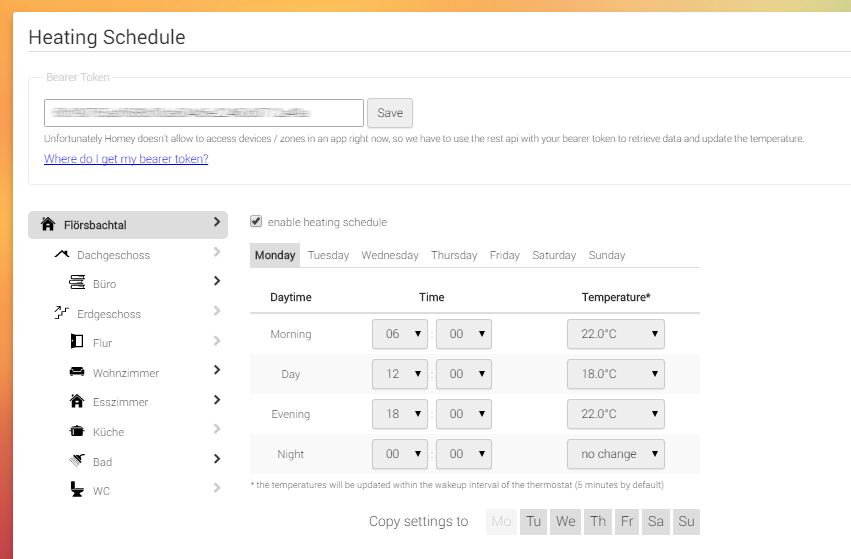 Heating Schedule
Bearer Token
Save
Unfortunately Homey doesn't allow to access devices / zones in an app right now, so we have to use the rest api with your bearer token to retrieve data and update the temperature.
Where do I get my bearer token?
Flörsbachtal
Dachgeschoss
Büro
Erdgeschoss
Flur
Wohnzimmer
Esszimmer
Küche
Bad
WC
enable heating schedule
Monday Tuesday Wednesday Thursday Friday Saturday Sunday
Daytime Time Temperature*
Morning 06 : 00 22.0°C
Day 12 : 00 18.0°C
Evening 18 : 00 22.0°C
Night 00 : 00 no change
* the temperatures will be updated within the wakeup interval of the thermostat (5 minutes by default)
Copy settings to Mo Tu We Th Fr Sa Su